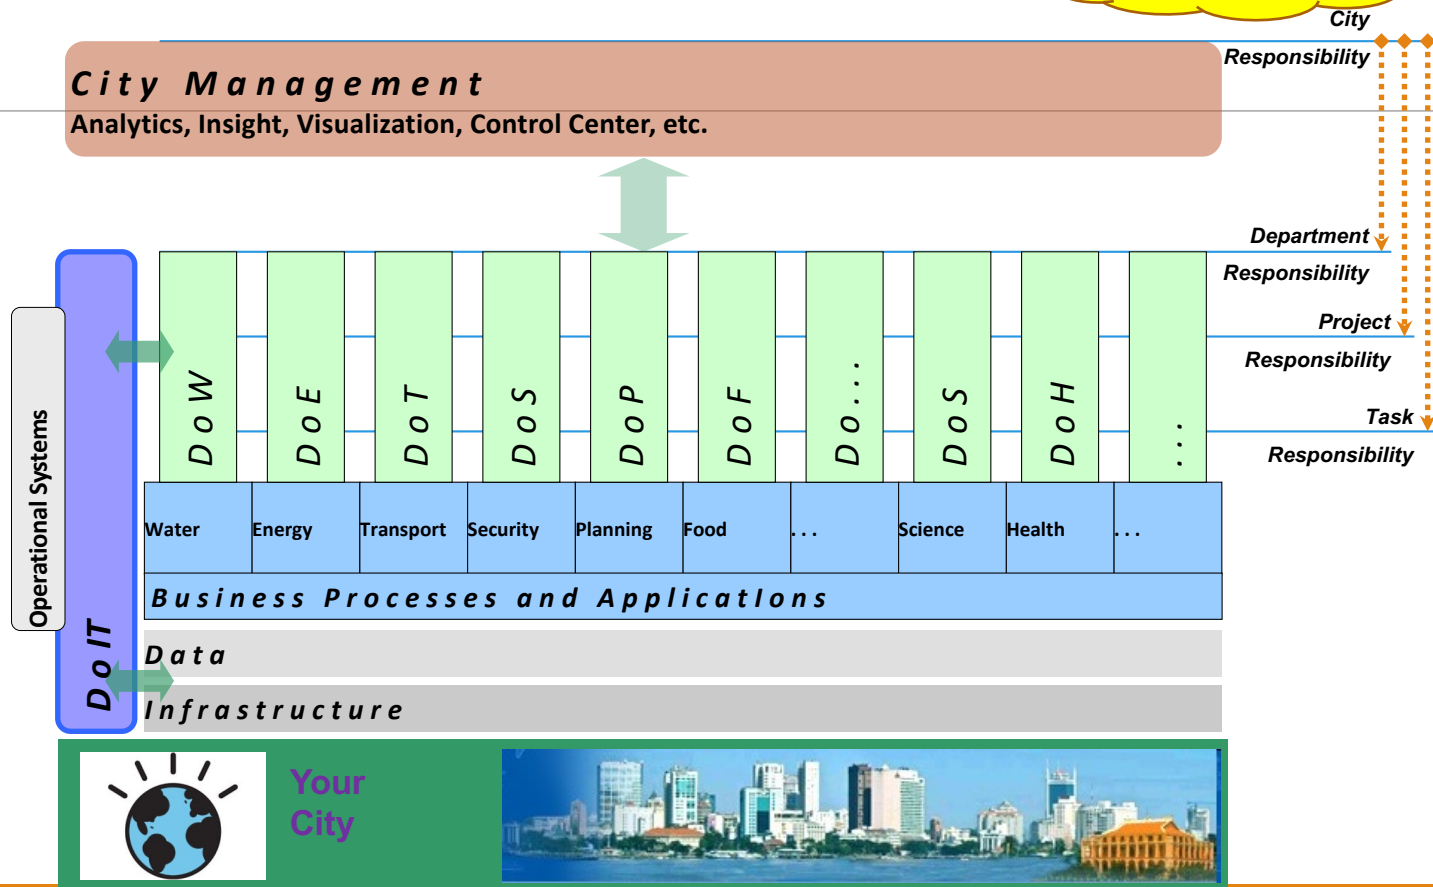 City
Responsibility
City Management
Analytics, Insight, Visualization, Control Center, etc.
Department
Responsibility
Project
Responsibility
Task
Responsibility
Operational Systems
DoIT
DoW
DoE
DoT
DoS
DoP
DoF
Do...
DoS
DoH
...
Water
Energy
Transport
Security
Planning
Food
. . .
Science
Health
. . .
Business Processes and ApplicatIons
Data
Infrastructure
Your
City